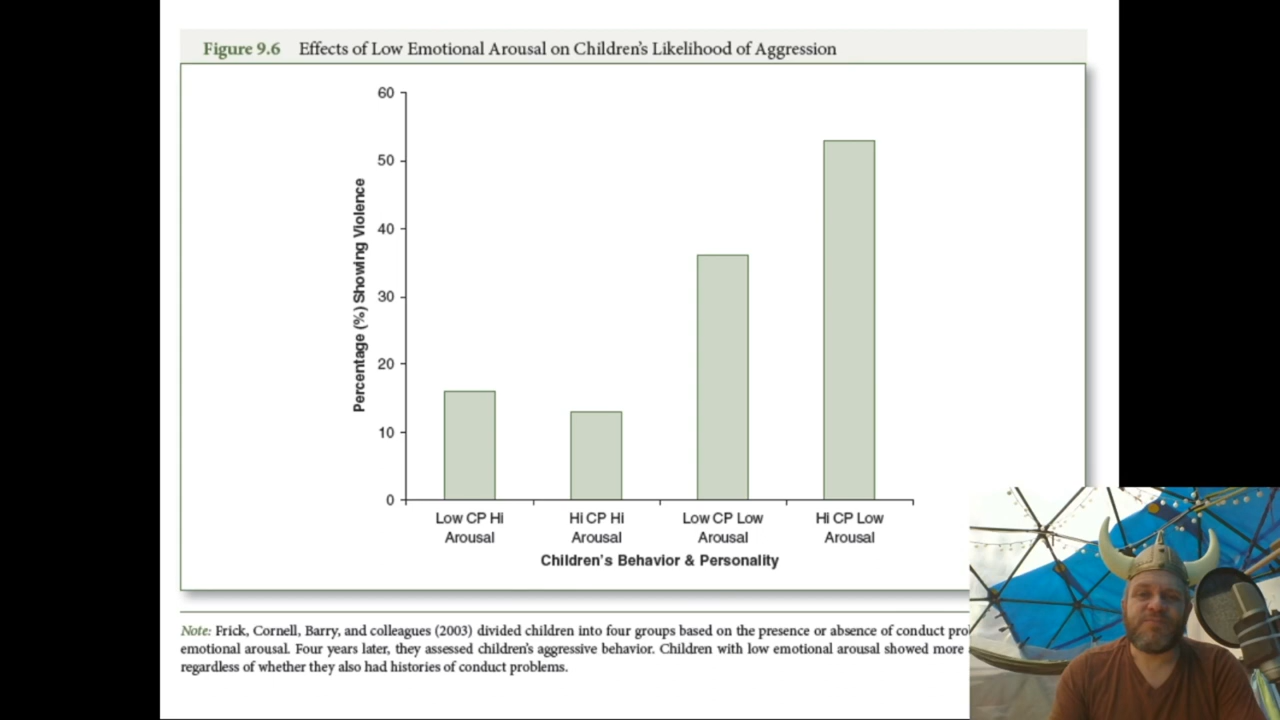 Figure 9.6 Effects of Low Emotional Arousal on Children's Likelihood of Aggression
60
50
40
30
20
10
0
Percentage (%) Showing Violence
Low CP Hi Arousal
Hi CP Hi Arousal
Low CP Low Arousal
Hi CP Low Arousal
Children's Behavior & Personality
Note: Frick, Cornell, Barry, and colleagues (2003) divided children into four groups based on the presence or absence of conduct
emotional arousal. Four years later, they assessed children's aggressive behavior. Children with low emotional arousal showed more
regardless of whether they also had histories of conduct problems.